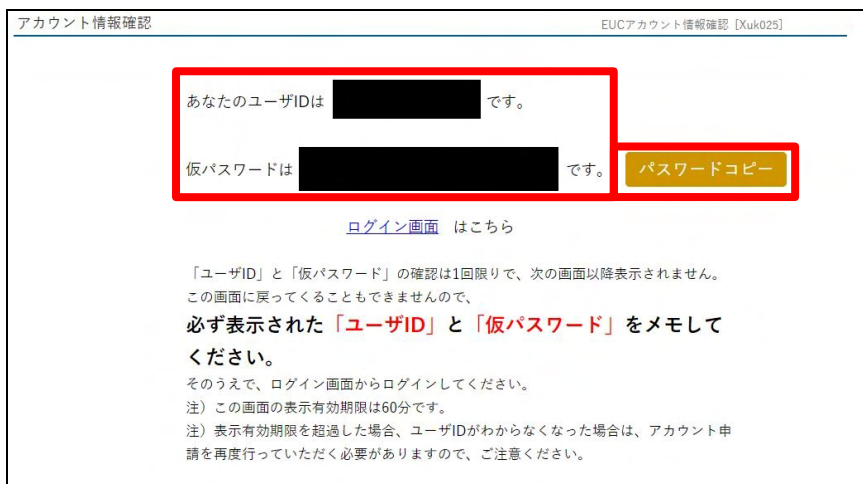 アカウント情報確認
EUCアカウント情報確認 [Xuk025]
あなたのユーザIDは です。
仮パスワードは です。 パスワードコピー
ログイン画面 はこちら
「ユーザID」と「仮パスワード」の確認は1回限りで、次の画面以降表示されません。
この画面に戻ってくることもできませんので、
必ず表示された「ユーザID」と「仮パスワード」をメモして
ください。
そのうえで、ログイン画面からログインしてください。
注）この画面の表示有効期限は60分です。
注）表示有効期限を超過した場合、ユーザIDがわからなくなった場合は、アカウント申
請を再度行っていただく必要がありますので、ご注意ください。